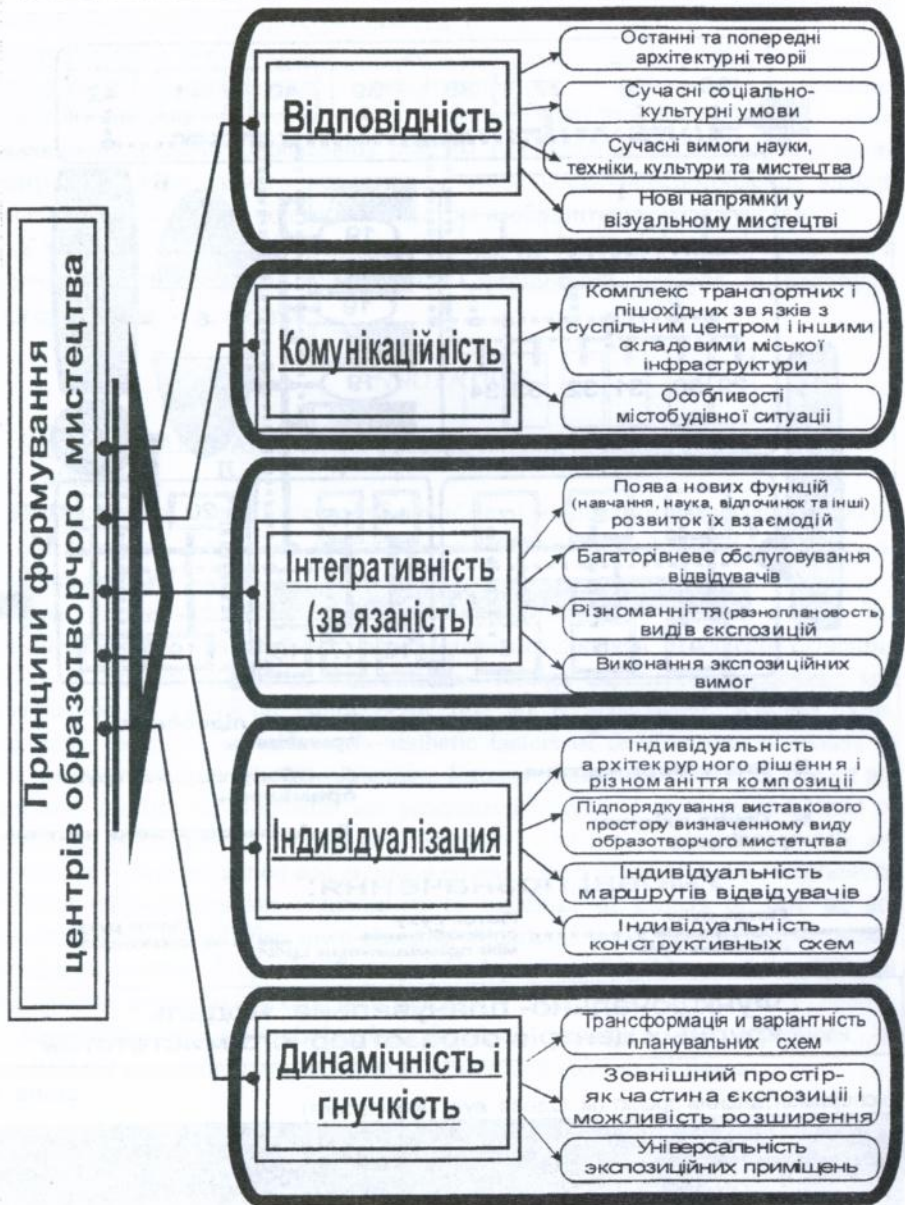 Принципи формування
центрів образотворчого мистецтва
Відповідність
Останні та попередні
архітектурні теорії
Сучасні соціально-
культурні умови
Сучасні вимоги науки,
техніки, культури та мистецтва
Нові напрямки у
візуальному мистецтві
Комунікаційність
Комплекс транспортних і
пішохідних зв язків з
суспільним центром і іншими
складовими міської
інфраструктури
Особливості
містобудівної ситуації
Інтегративність
(зв язаність)
Поява нових функцій
(навчання, наука, відпочинок та інші)
розвиток їх взаємодій
Багаторівневе обслуговування
відвідувачів
Різноманніття (разноплановость)
видів експозицій
Виконання экспозиційних
вимог
Індивидуалізация
Індивідуальність
архітекрурного рішення і
різноманіття композиції
Підпорядкування виставкового
простору визначенному виду
образотворчого мистетцтва
Індивідуальність
маршрутів відвідувачів
Індивідуальність
конструктивных схем
Динамічність і
гнучкість
Трансформація і варантність
планувальних схем
Зовнішний простір-
як частина експозиціі і
можливість розширення
Універсальність
экспозиційних приміщень